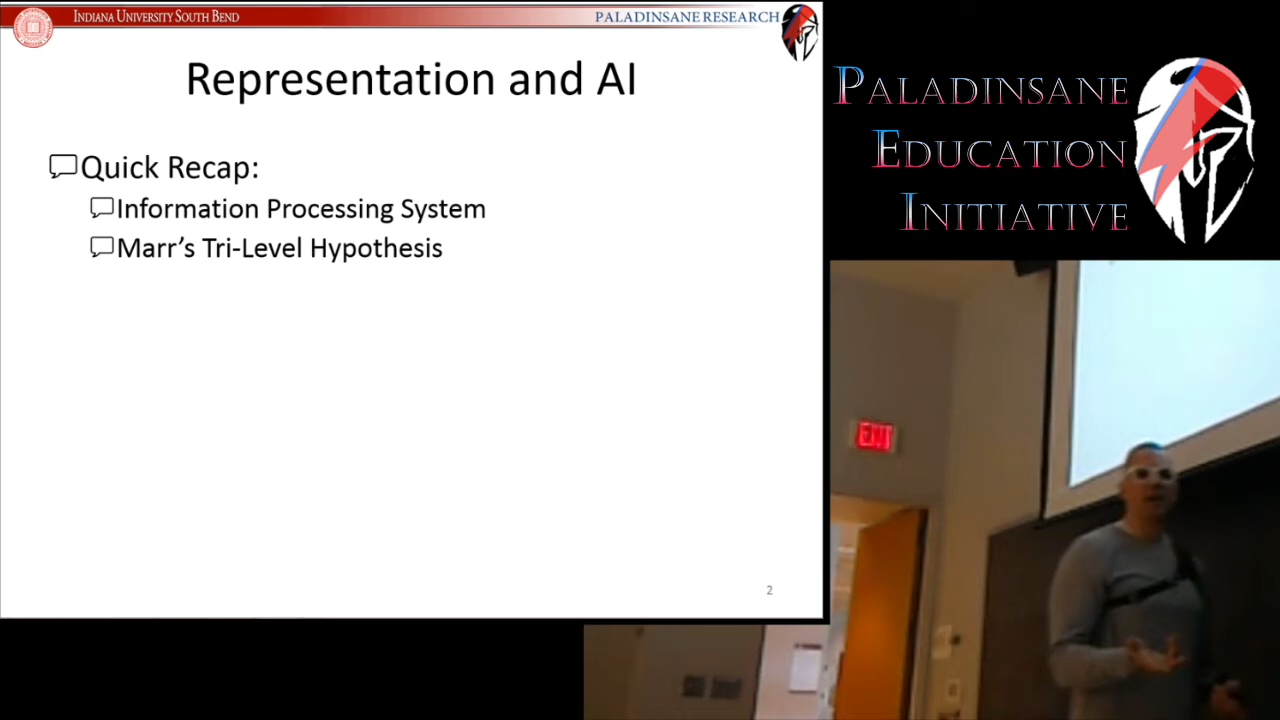 INDIANA UNIVERSITY SOUTH BEND
PALADINSANE RESEARCH
Representation and AI
Quick Recap:
Information Processing System
Marr's Tri-Level Hypothesis
2
PALADINSANE
EDUCATION
INITIATIVE
EXIT